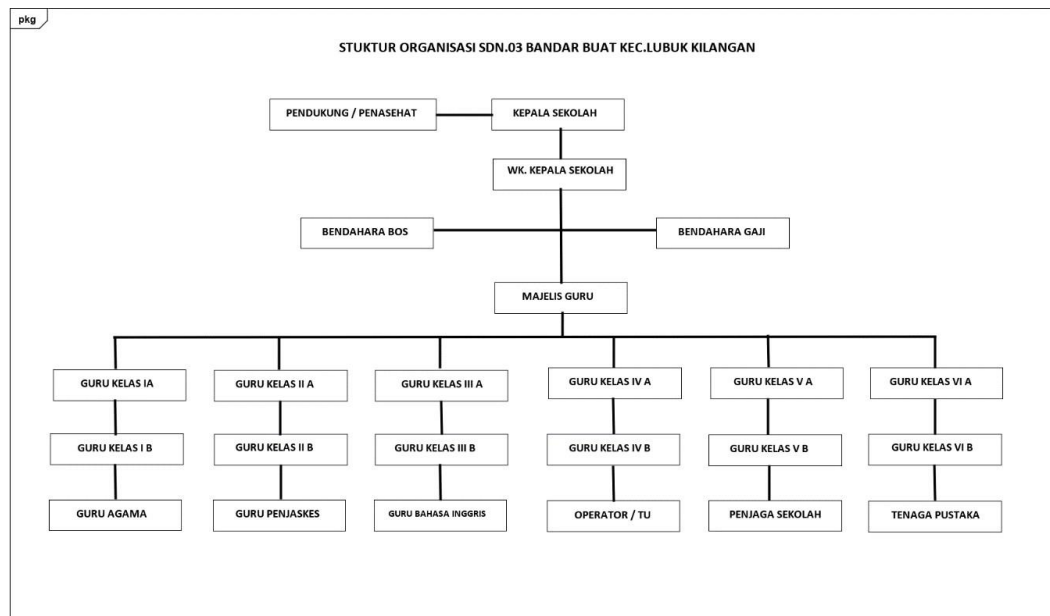 pkg
STUKTUR ORGANISASI SDN.03 BANDAR BUAT KEC.LUBUK KILANGAN
PENDUKUNG / PENASEHAT
KEPALA SEKOLAH
WK. KEPALA SEKOLAH
BENDAHARA BOS
BENDAHARA GAJI
MAJELIS GURU
GURU KELAS IA
GURU KELAS II A
GURU KELAS III A
GURU KELAS IV A
GURU KELAS V A
GURU KELAS VI A
GURU KELAS I B
GURU KELAS II B
GURU KELAS III B
GURU KELAS IV B
GURU KELAS V B
GURU KELAS VI B
GURU AGAMA
GURU PENJASKES
GURU BAHASA INGGRIS
OPERATOR / TU
PENJAGA SEKOLAH
TENAGA PUSTAKA